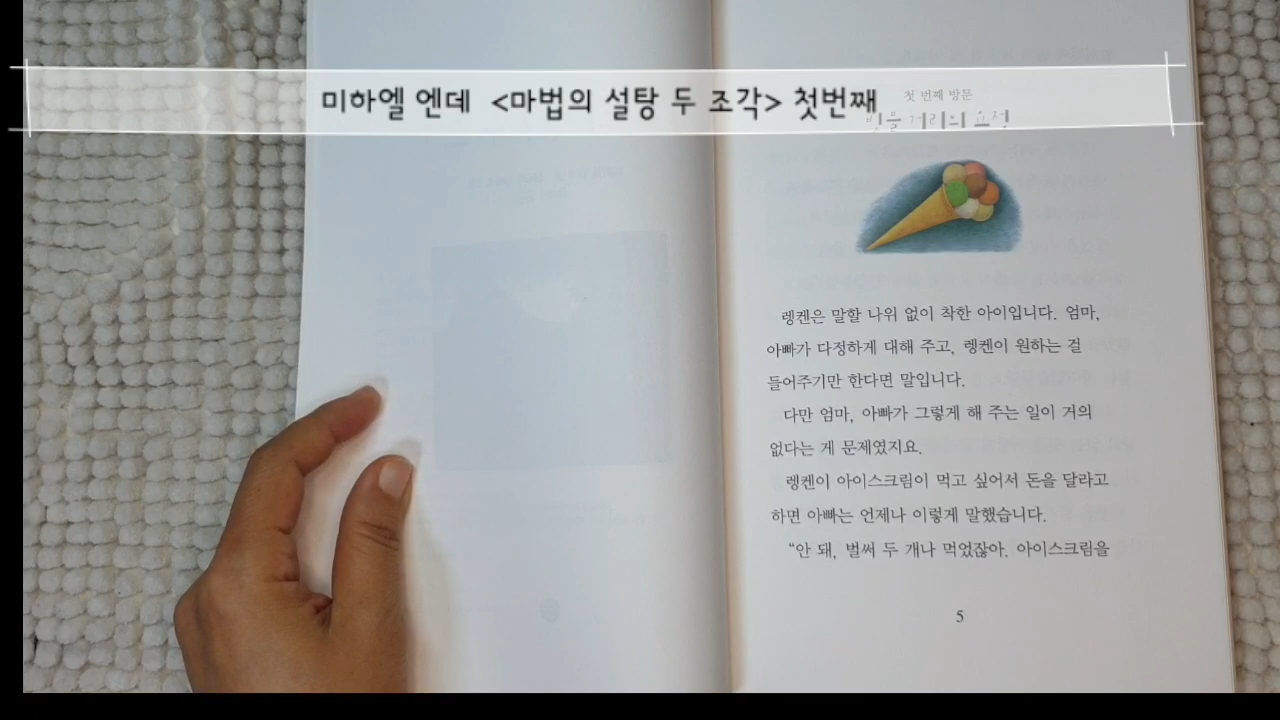 미하엘 엔데 <마법의 설탕 두 조각> 첫번째
첫 번째 방문
빗물 거리의 요정
렝켄은 말할 나위 없이 착한 아이입니다. 엄마,
아빠가 다정하게 대해 주고, 렝켄이 원하는 걸
들어주기만 한다면 말입니다.
다만 엄마, 아빠가 그렇게 해 주는 일이 거의
없다는 게 문제였지요.
렝켄이 아이스크림이 먹고 싶어서 돈을 달라고
하면 아빠는 언제나 이렇게 말했습니다.
“안 돼, 벌써 두 개나 먹었잖아. 아이스크림을
5